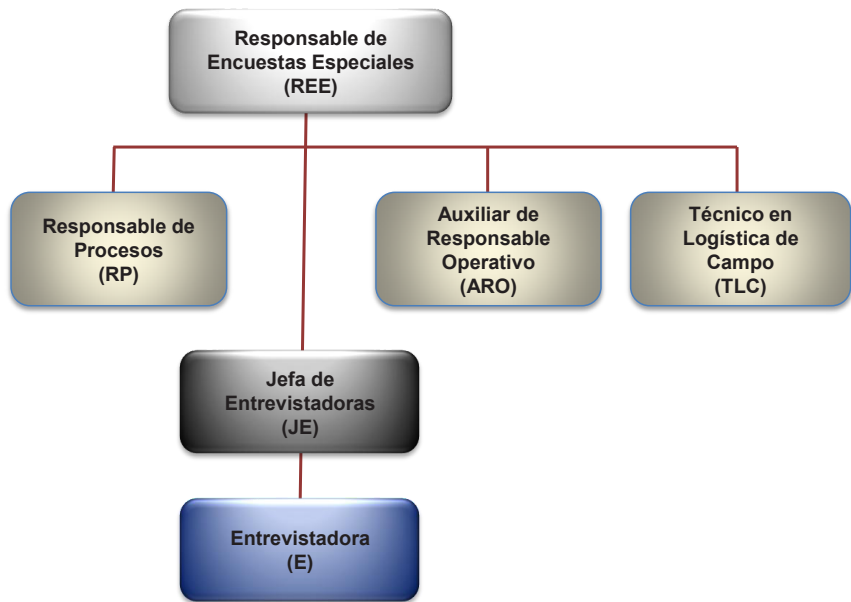 Responsable de
Encuestas Especiales
(REE)
Responsable de
Procesos
(RP)
Auxiliar de
Responsable
Operativo
(ARO)
Técnico en
Logística de
Campo
(TLC)
Jefa de
Entrevistadoras
(JE)
Entrevistadora
(E)